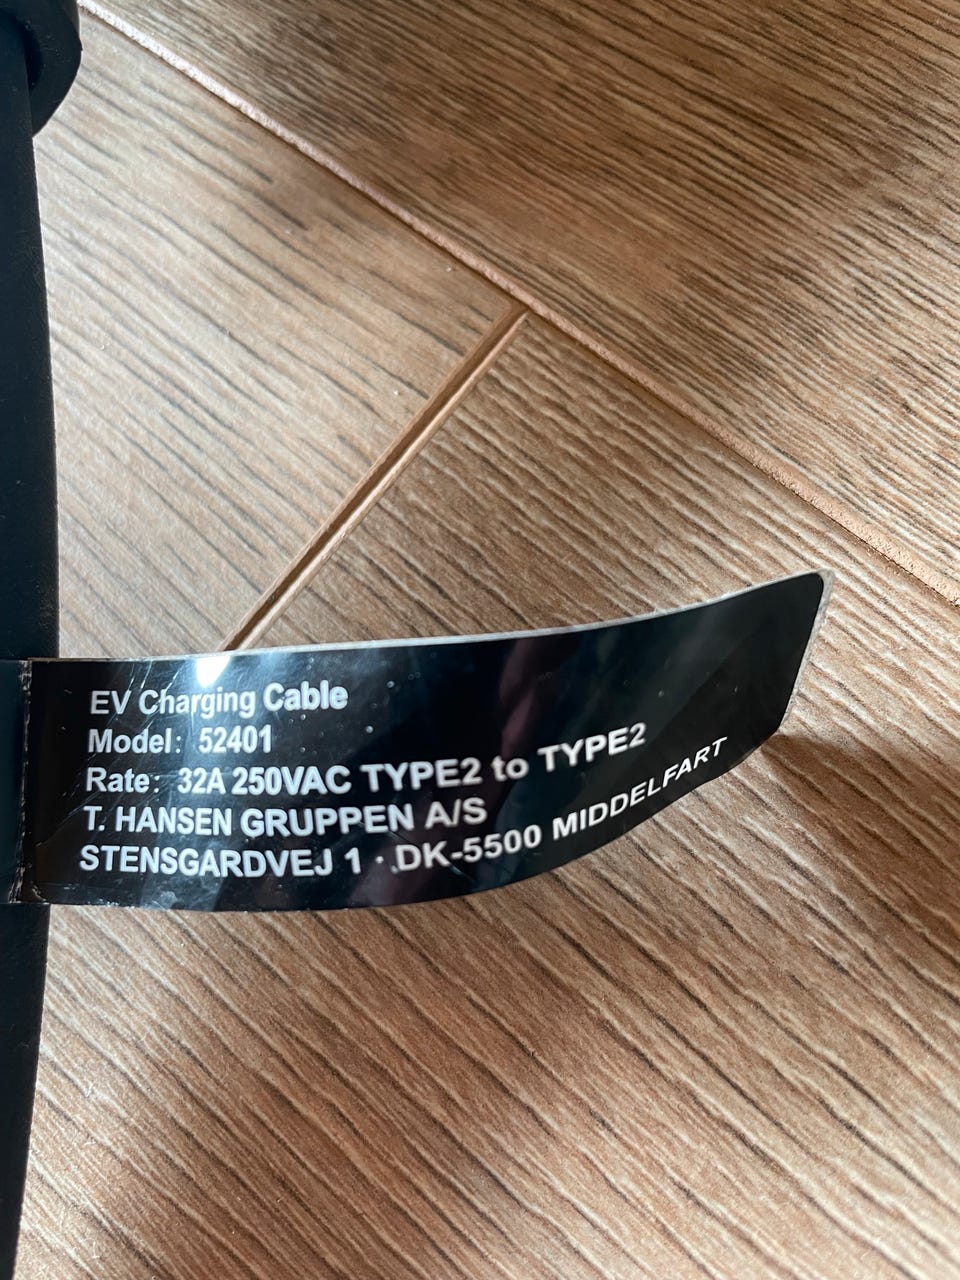 EV Charging Cable
Model: 52401
Rate: 32A 250VAC TYPE2 to TYPE2
T. HANSEN GRUPPEN A/S
STENSGARDVEJ 1 · DK-5500 MIDDELFART